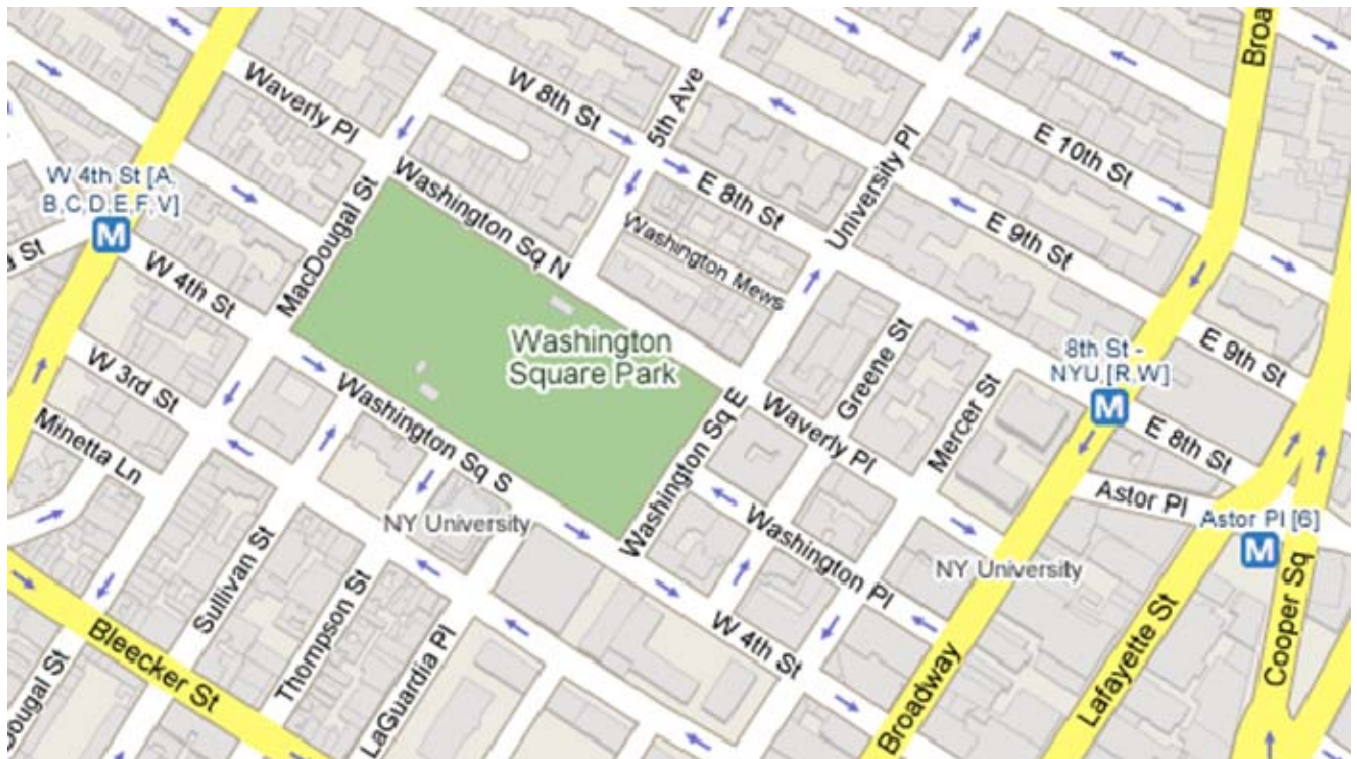 Broa
Waverly Pl
W 8th St
5th Ave
University Pl
E 10th St
W 4th St [A,
B,C,D,E,F,V]
M
MacDougal St
Washington Sq N
E 8th St
E 9th St
Washington Mews
W 4th St
Washington
Square Park
Greene St
8th St -
NYU [R,W]
M
E 9th St
W 3rd St
Minetta Ln
Washington Sq S
Washington Sq E
Waverly Pl
Mercer St
E 8th St
Astor Pl
Astor Pl [6]
M
NY University
Washington Pl
NY University
Sullivan St
Thompson St
LaGuardia Pl
W 4th St
Bleecker St
Dougal St
Broadway
Lafayette St
Cooper Sq